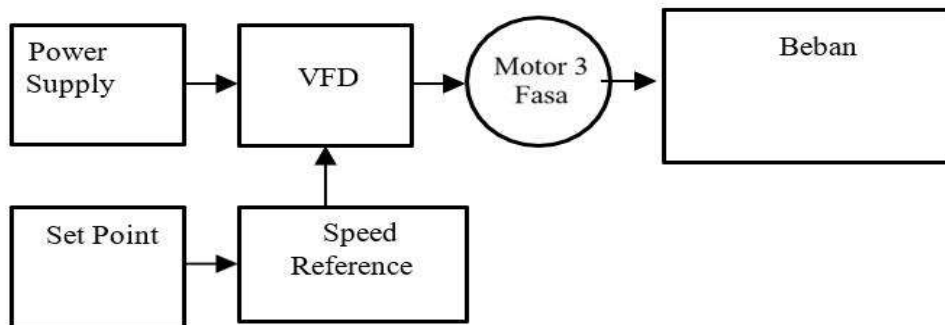 Power
Supply
VFD
Motor 3
Fasa
Beban
Set Point
Speed
Reference